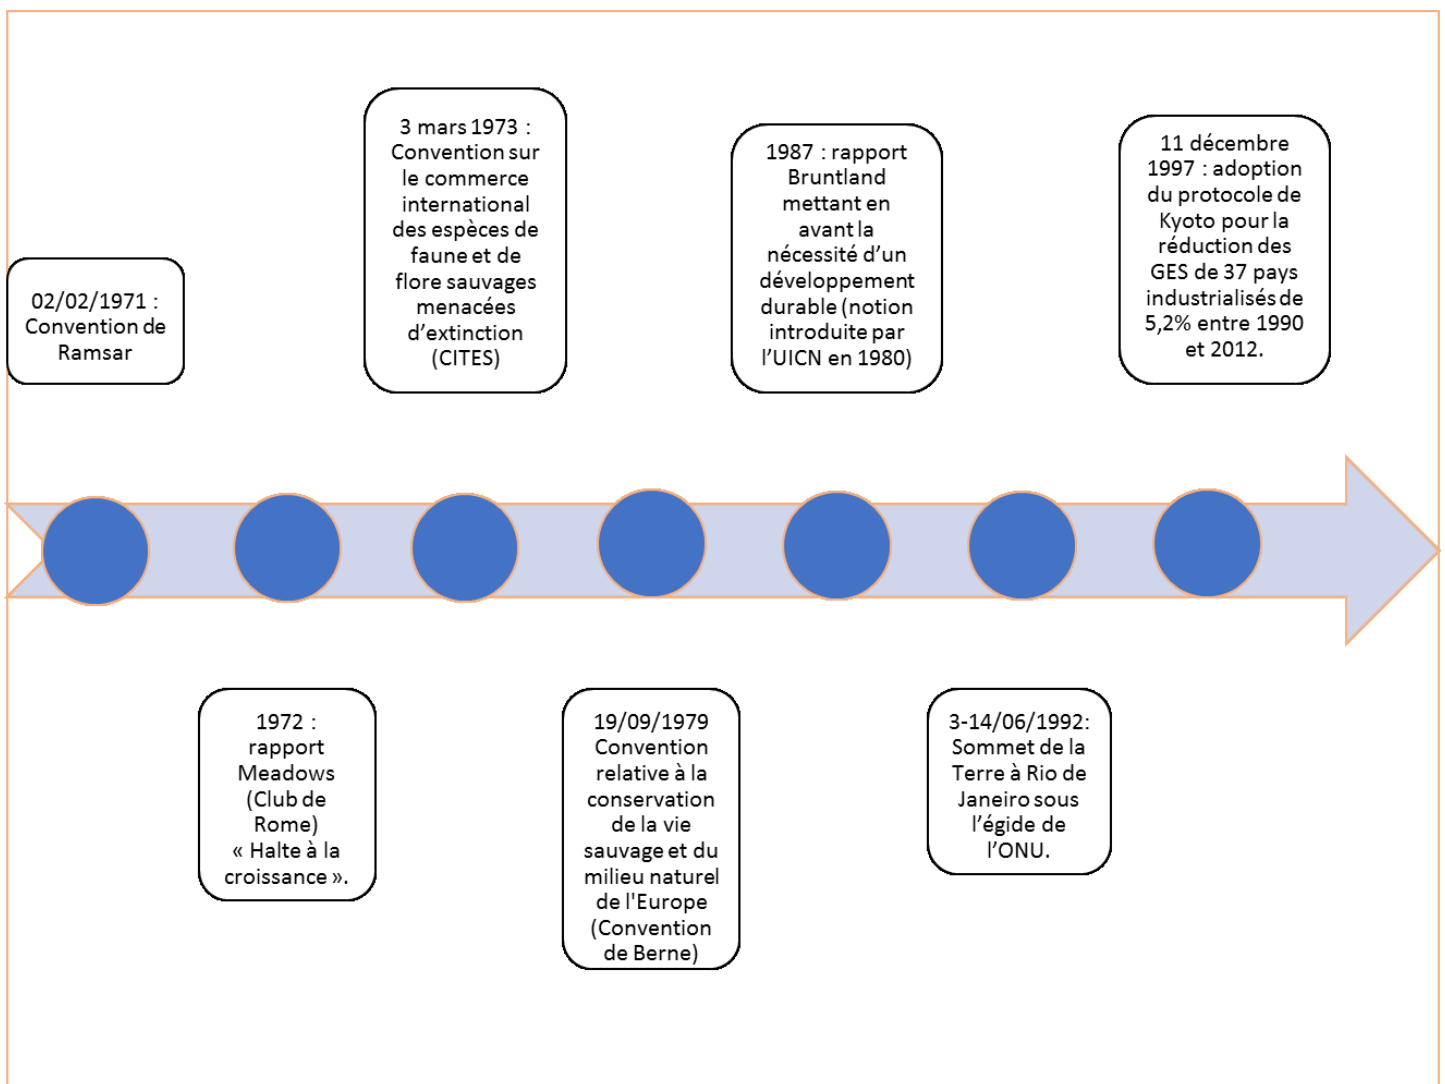 02/02/1971 :
Convention de
Ramsar
1972 :
rapport
Meadows
(Club de
Rome)
« Halte à la
croissance ».
3 mars 1973 :
Convention sur
le commerce
international
des espèces de
faune et de
flore sauvages
menacées
d’extinction
(CITES)
19/09/1979
Convention
relative à la
conservation
de la vie
sauvage et du
milieu naturel
de l'Europe
(Convention
de Berne)
1987 : rapport
Bruntland
mettant en
avant la
nécessité d’un
développement
durable (notion
introduite par
l’UICN en 1980)
3-14/06/1992:
Sommet de la
Terre à Rio de
Janeiro sous
l’égide de
l’ONU.
11 décembre
1997 : adoption
du protocole de
Kyoto pour la
réduction des
GES de 37 pays
industrialisés de
5,2% entre 1990
et 2012.